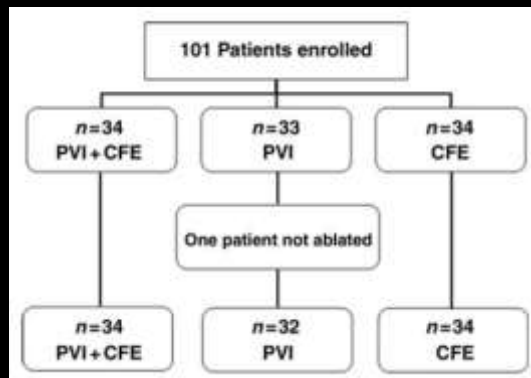 101 Patients enrolled
n=34
PVI+CFE
n=33
PVI
n=34
CFE
One patient not ablated
n=34
PVI+CFE
n=32
PVI
n=34
CFE